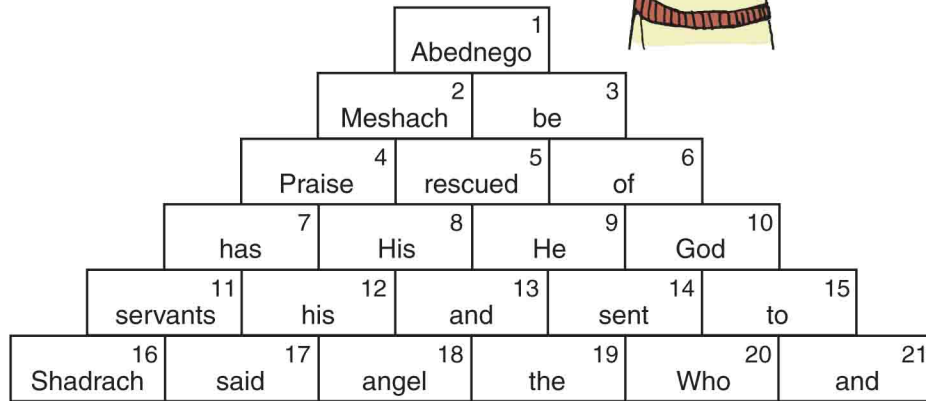 1
Abednego
2 3
Meshach be
4 5 6
Praise rescued of
7 8 9 10
has His He God
11 12 13 14 15
servants his and sent to
16 17 18 19 20 21
Shadrach said angel the Who and